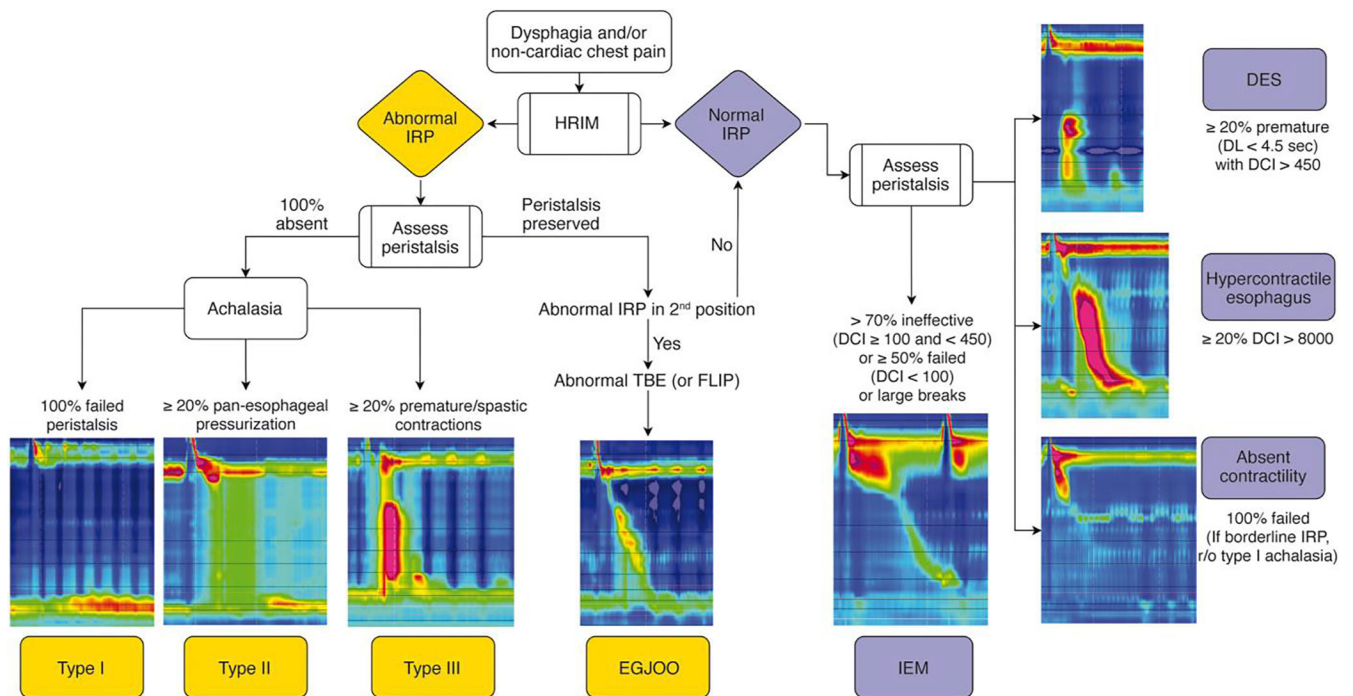 Dysphagia and/or
non-cardiac chest pain
Abnormal
IRP
HRIM
Normal
IRP
100%
absent
Assess
peristalsis
Peristalsis
preserved
No
Assess
peristalsis
DES
≥ 20% premature
(DL < 4.5 sec)
with DCI > 450
Achalasia
Abnormal IRP in 2nd position
Yes
Abnormal TBE (or FLIP)
> 70% ineffective
(DCI ≥ 100 and < 450)
or ≥ 50% failed
(DCI < 100)
or large breaks
Hypercontractile
esophagus
≥ 20% DCI > 8000
100% failed
peristalsis
≥ 20% pan-esophageal
pressurization
≥ 20% premature/spastic
contractions
Absent
contractility
100% failed
(If borderline IRP,
r/o type I achalasia)
Type I
Type II
Type III
EGJOO
IEM